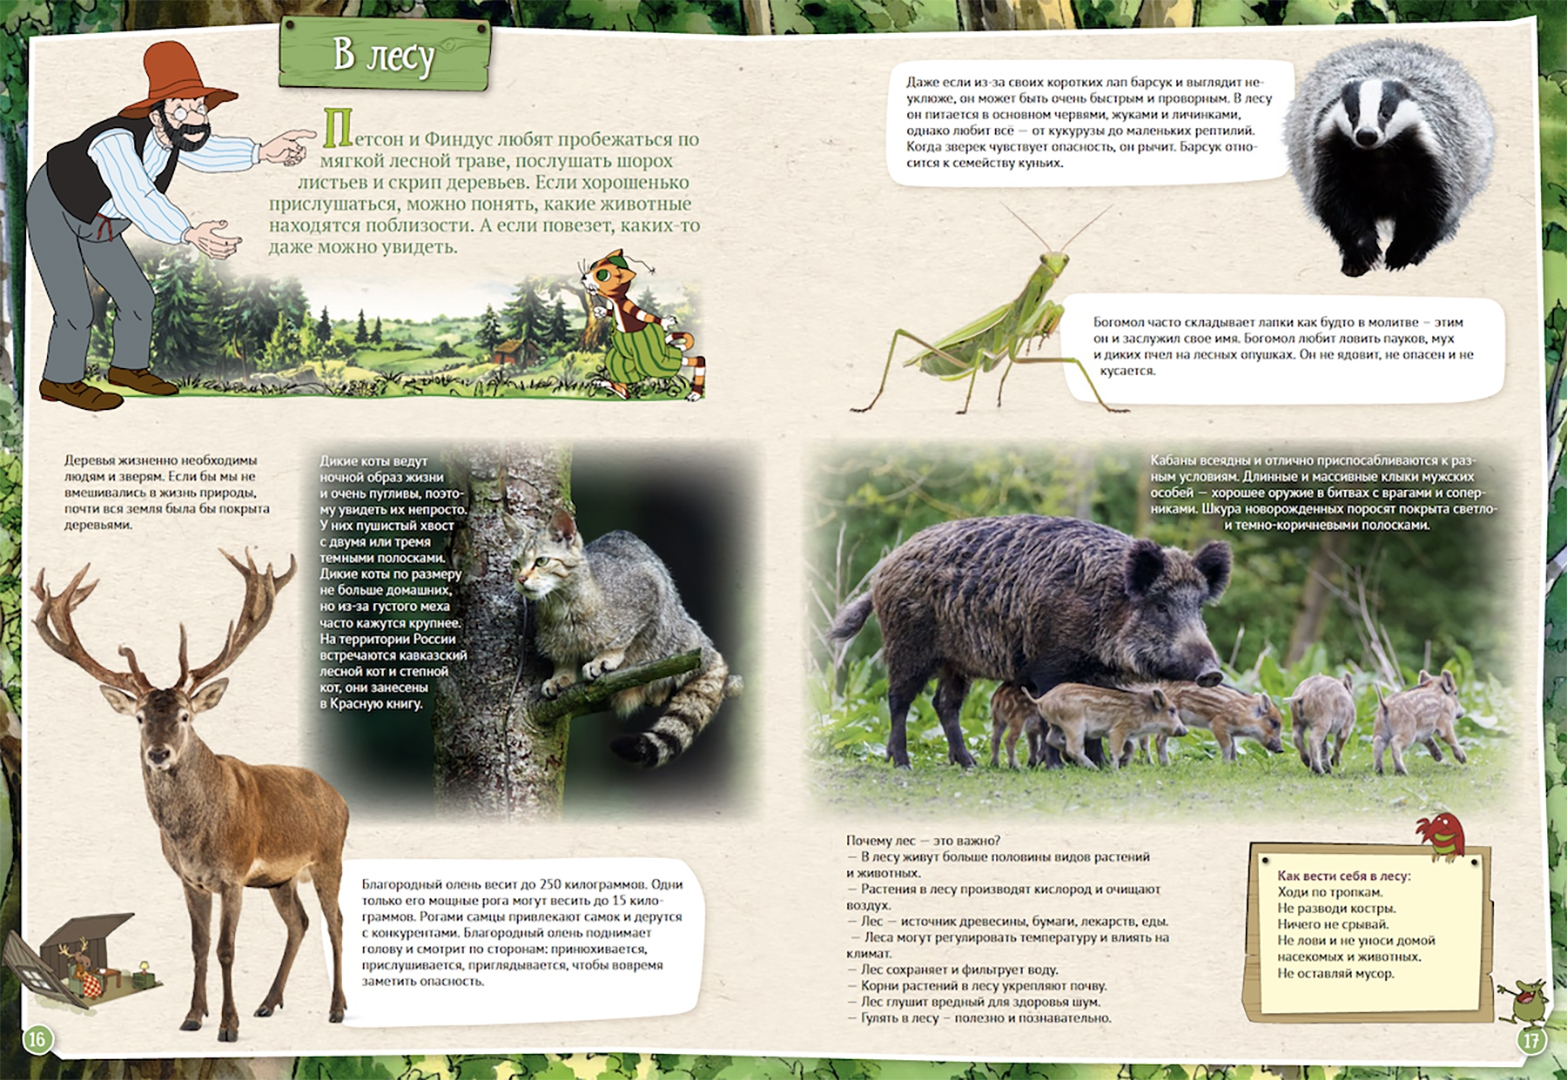 В лесу
Петсон и Финдус любят пробежаться по
мягкой лесной траве, послушать шорох
листьев и скрип деревьев. Если хорошенько
прислушаться, можно понять, какие животные
находятся поблизости. А если повезет, каких-то
даже можно увидеть.
Деревья жизненно необходимы
людям и зверям. Если бы мы не
вмешивались в жизнь природы,
почти вся земля была бы покрыта
деревьями.
Дикие коты ведут
ночной образ жизни
и очень пугливы, поэто-
му увидеть их непросто.
У них пушистый хвост
с двумя или тремя
темными полосками.
Дикие коты по размеру
не больше домашних,
но из-за густого меха
часто кажутся крупнее.
На территории России
встречаются кавказский
лесной кот и степной
кот, они занесены
в Красную книгу.
Благородный олень весит до 250 килограммов. Одни
только его мощные рога могут весить до 15 кило-
граммов. Рогами самцы привлекают самок и дерутся
с конкурентами. Благородный олень поднимает
голову и смотрит по сторонам: принюхивается,
прислушивается, приглядывается, чтобы вовремя
заметить опасность.
16
Даже если из-за своих коротких лап барсук и выглядит не-
уклюже, он может быть очень быстрым и проворным. В лесу
он питается в основном червями, жуками и личинками,
однако любит всё — от кукурузы до маленьких рептилий.
Когда зверек чувствует опасность, он рычит. Барсук отно-
сится к семейству куньих.
Богомол часто складывает лапки как будто в молитве — этим
он и заслужил свое имя. Богомол любит ловить пауков, мух
и диких пчел на лесных опушках. Он не ядовит, не опасен и не
кусается.
Кабаны всеядны и отлично приспосабливаются к раз-
ным условиям. Длинные и массивные клыки мужских
особей — хорошее оружие в битвах с врагами и сопер-
никами. Шкура новорожденных поросят покрыта светло-
и темно-коричневыми полосками.
Почему лес — это важно?
— В лесу живут больше половины видов растений
и животных.
— Растения в лесу производят кислород и очищают
воздух.
— Лес — источник древесины, бумаги, лекарств, еды.
— Леса могут регулировать температуру и влиять на
климат.
— Лес сохраняет и фильтрует воду.
— Корни растений в лесу укрепляют почву.
— Лес глушит вредный для здоровья шум.
— Гулять в лесу — полезно и познавательно.
Как вести себя в лесу:
Ходи по тропкам.
Не разводи костры.
Ничего не срывай.
Не лови и не уноси домой
насекомых и животных.
Не оставляй мусор.
17